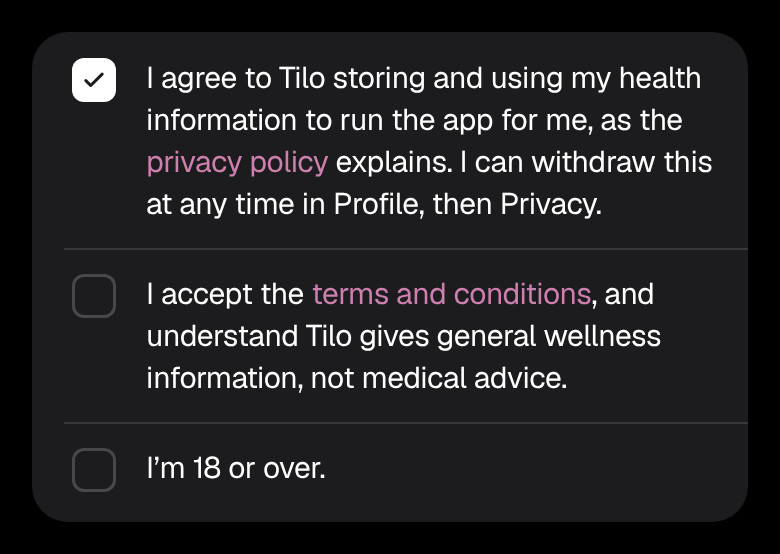 I agree to Tilo storing and using my health
information to run the app for me, as the
privacy policy explains. I can withdraw this
at any time in Profile, then Privacy.
I accept the terms and conditions, and
understand Tilo gives general wellness
information, not medical advice.
I’m 18 or over.